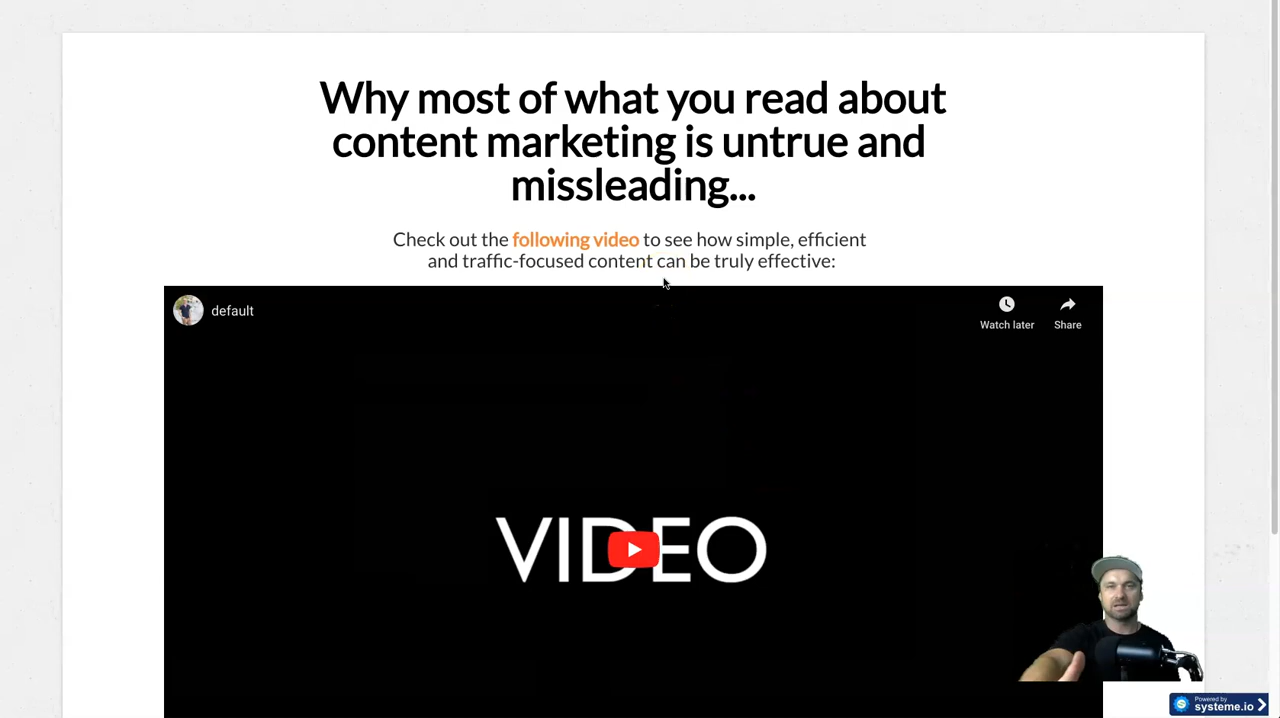 Why most of what you read about
content marketing is untrue and
missleading...
Check out the following video to see how simple, efficient
and traffic-focused content can be truly effective:
default
Watch later
Share
VIDEO
Powered by
systeme.io